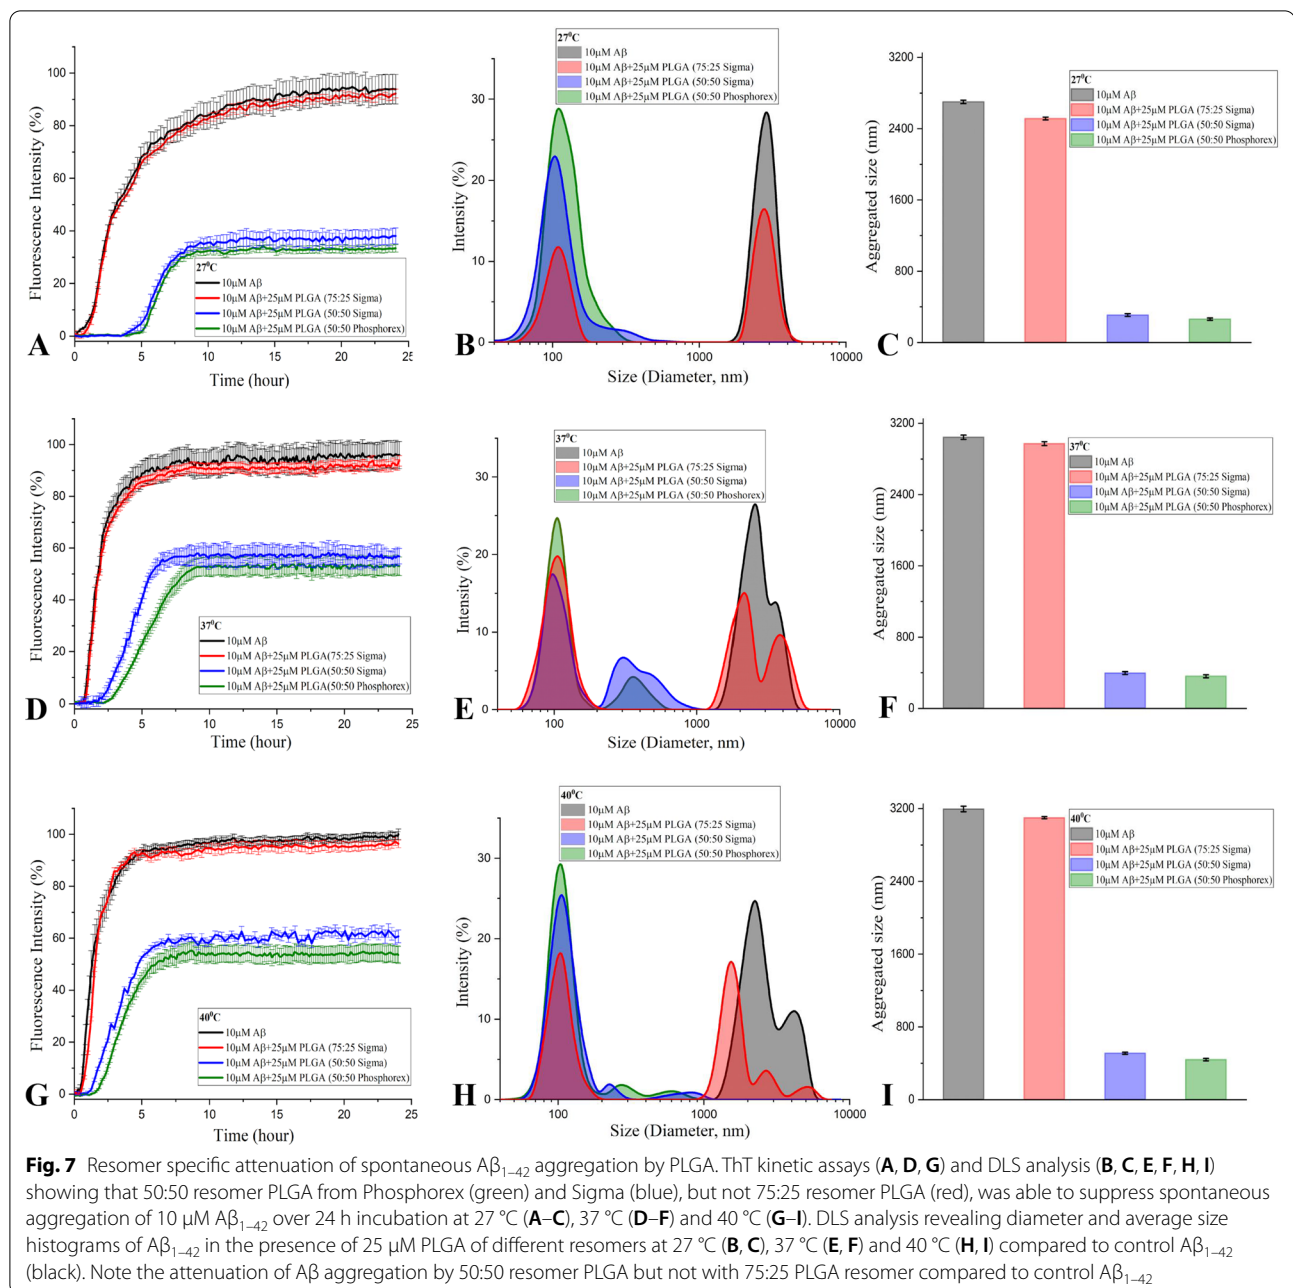 27⁰C
10μM Aβ
10μM Aβ+25μM PLGA (75:25 Sigma)
10μM Aβ+25μM PLGA (50:50 Sigma)
10μM Aβ+25μM PLGA (50:50 Phosphorex)
Fluorescence Intensity (%)
100
80
60
40
20
0
0 5 10 15 20 25
Time (hour)
A
27⁰C
10μM Aβ
10μM Aβ+25μM PLGA (75:25 Sigma)
10μM Aβ+25μM PLGA (50:50 Sigma)
10μM Aβ+25μM PLGA (50:50 Phosphorex)
Intensity (%)
30
20
10
0
100 1000 10000
Size (Diameter, nm)
B
27⁰C
10μM Aβ
10μM Aβ+25μM PLGA (75:25 Sigma)
10μM Aβ+25μM PLGA (50:50 Sigma)
10μM Aβ+25μM PLGA (50:50 Phosphorex)
Aggregated size (nm)
3200
2400
1600
800
0
C
37⁰C
10μM Aβ
10μM Aβ+25μM PLGA(75:25 Sigma)
10μM Aβ+25μM PLGA(50:50 Sigma)
10μM Aβ+25μM PLGA(50:50 Phosphorex)
Fluorescence Intensity (%)
100
80
60
40
20
0
0 5 10 15 20 25
Time (hour)
D
37⁰C
10μM Aβ
10μM Aβ+25μM PLGA (75:25 Sigma)
10μM Aβ+25μM PLGA (50:50 Sigma)
10μM Aβ+25μM PLGA (50:50 Phoshorex)
Intensity (%)
30
20
10
0
100 1000 10000
Size (Diameter, nm)
E
37⁰C
10μM Aβ
10μM Aβ+25μM PLGA (75:25 Sigma)
10μM Aβ+25μM PLGA (50:50 Sigma)
10μM Aβ+25μM PLGA (50:50 Phosphorex)
Aggregated size (nm)
3200
2400
1600
800
0
F
40⁰C
10μM Aβ
10μM Aβ+25μM PLGA (75:25 Sigma)
10μM Aβ+25μM PLGA (50:50 Sigma)
10μM Aβ+25μM PLGA (50:50 Phosphorex)
Fluorescence Intensity (%)
100
80
60
40
20
0
0 5 10 15 20 25
Time (hour)
G
40⁰C
10μM Aβ
10μM Aβ+25μM PLGA (75:25 Sigma)
10μM Aβ+25μM PLGA (50:50 Sigma)
10μM Aβ+25μM PLGA (50:50 Phosphorex)
Intensity (%)
30
20
10
0
100 1000 10000
Size (Diameter, nm)
H
40⁰C
10μM Aβ
10μM Aβ+25μM PLGA (75:25 Sigma)
10μM Aβ+25μM PLGA (50:50 Sigma)
10μM Aβ+25μM PLGA (50:50 Phosphorex)
Aggregated size (nm)
3200
2400
1600
800
0
I
Fig. 7 Resomer specific attenuation of spontaneous Aβ₁₋₄₂ aggregation by PLGA. ThT kinetic assays (A, D, G) and DLS analysis (B, C, E, F, H, I)
showing that 50:50 resomer PLGA from Phosphorex (green) and Sigma (blue), but not 75:25 resomer PLGA (red), was able to suppress spontaneous
aggregation of 10 μM Aβ₁₋₄₂ over 24 h incubation at 27 °C (A–C), 37 °C (D–F) and 40 °C (G–I). DLS analysis revealing diameter and average size
histograms of Aβ₁₋₄₂ in the presence of 25 μM PLGA of different resomers at 27 °C (B, C), 37 °C (E, F) and 40 °C (H, I) compared to control Aβ₁₋₄₂
(black). Note the attenuation of Aβ aggregation by 50:50 resomer PLGA but not with 75:25 PLGA resomer compared to control Aβ₁₋₄₂